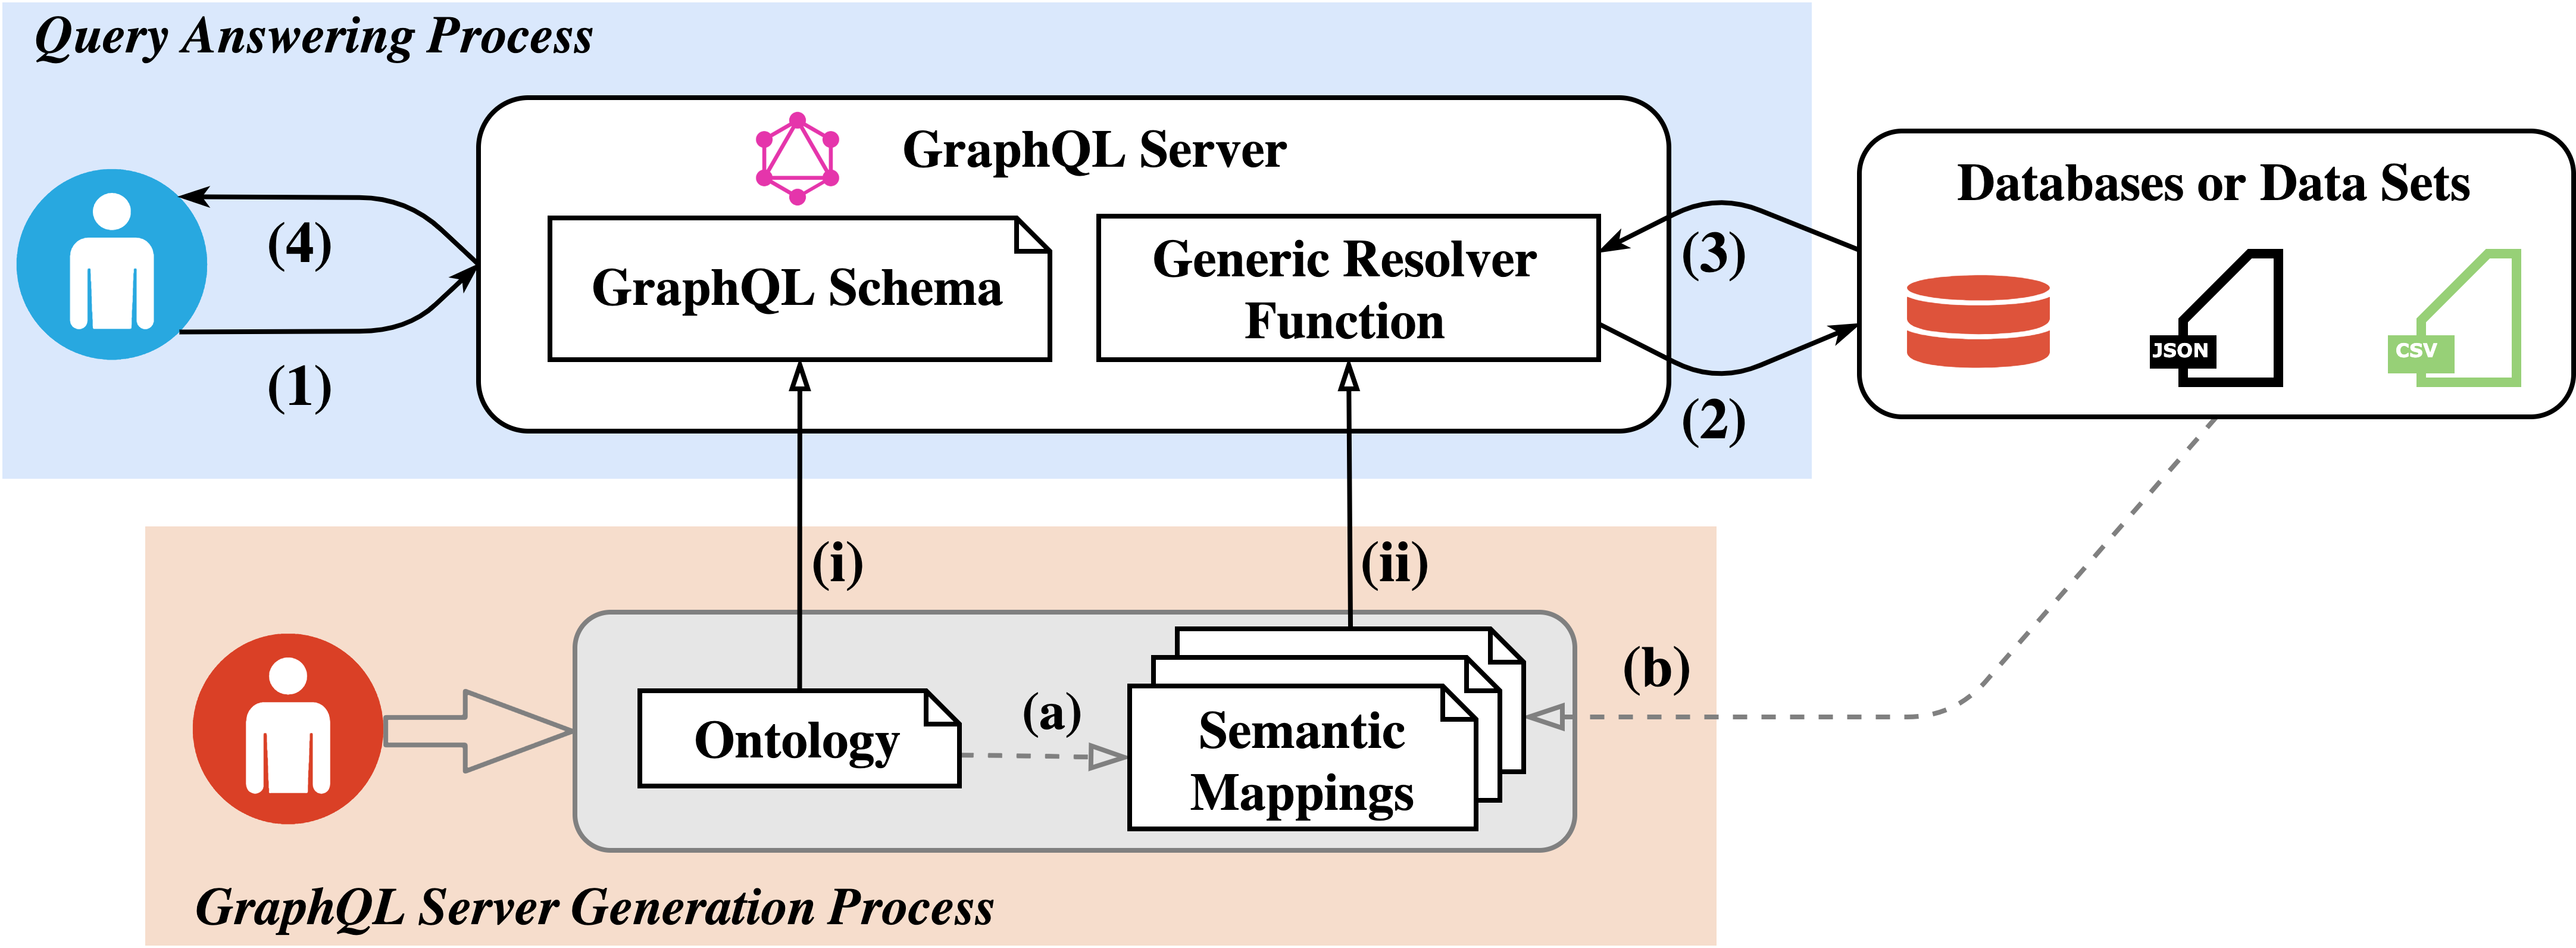 Query Answering Process
GraphQL Server
Databases or Data Sets
(4)
(3)
GraphQL Schema
Generic Resolver
Function
JSON
CSV
(1)
(2)
(i)
(ii)
(b)
(a)
Ontology
Semantic
Mappings
GraphQL Server Generation Process